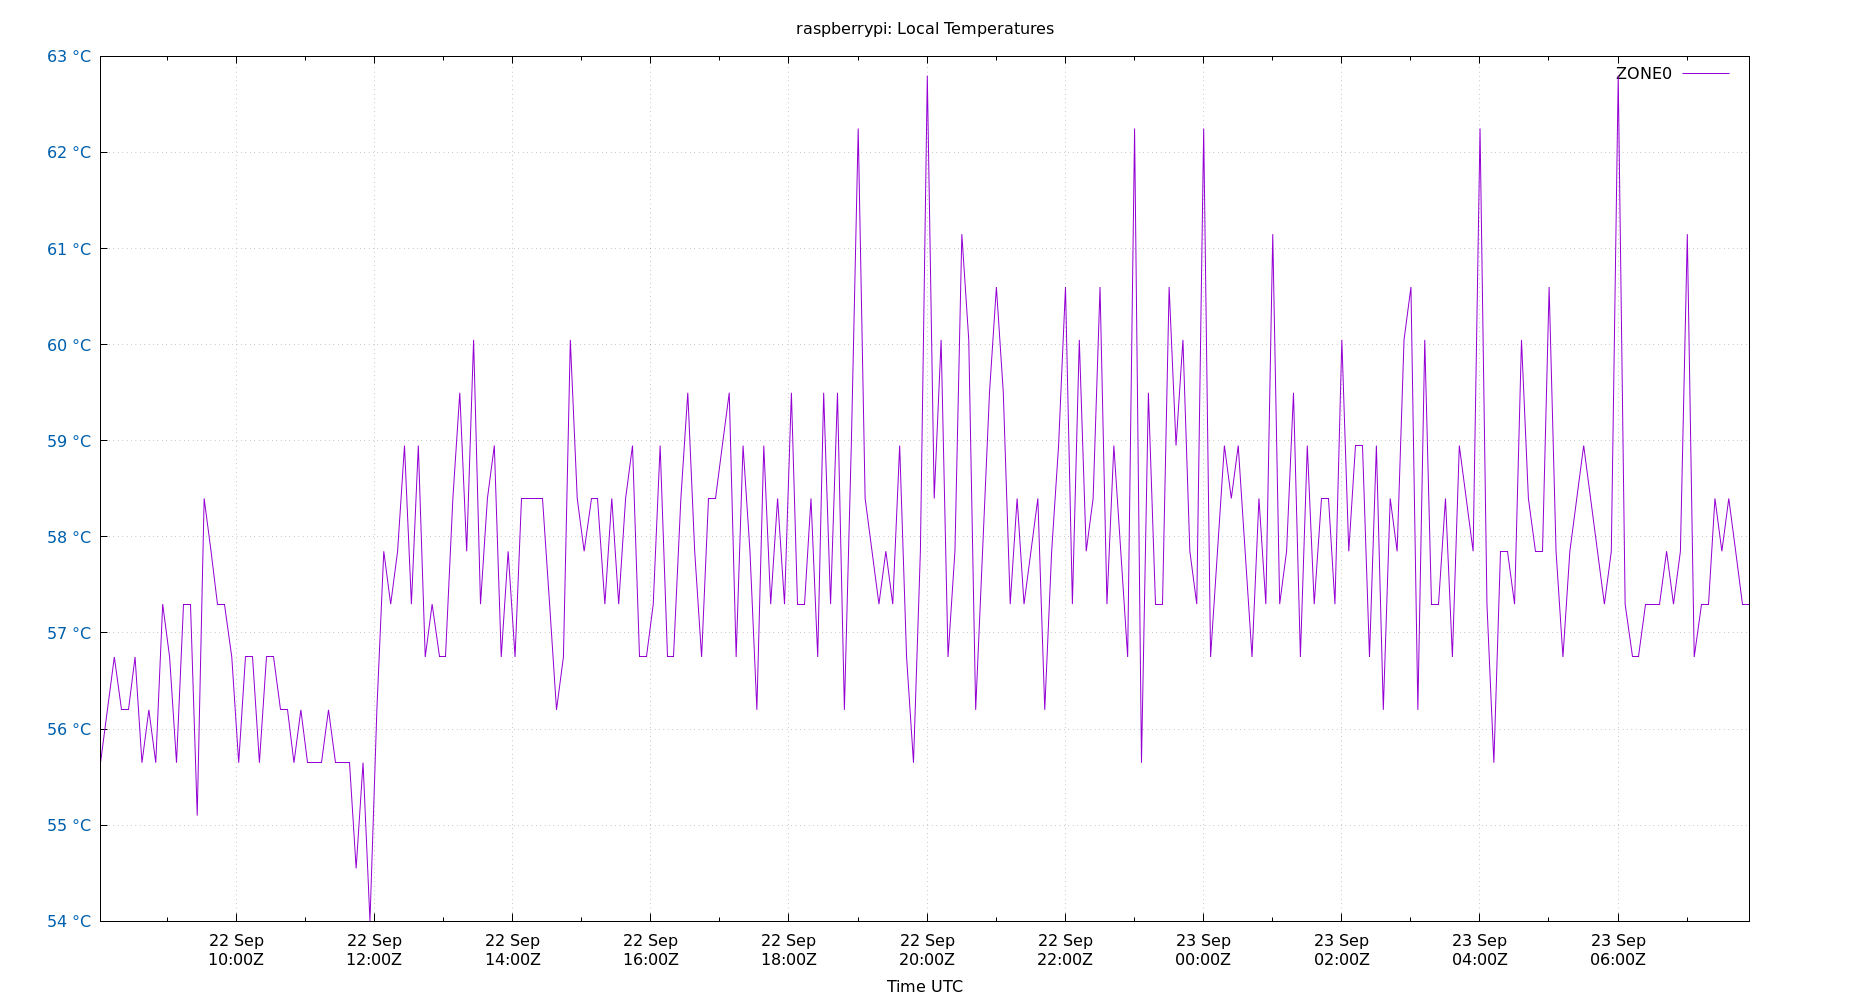 raspberrypi: Local Temperatures
63 °C
ZONE0
62 °C
61 °C
60 °C
59 °C
58 °C
57 °C
56 °C
55 °C
54 °C
22 Sep 22 Sep 22 Sep 22 Sep 22 Sep 22 Sep 22 Sep 23 Sep 23 Sep 23 Sep 23 Sep
10:00Z 12:00Z 14:00Z 16:00Z 18:00Z 20:00Z 22:00Z 00:00Z 02:00Z 04:00Z 06:00Z
Time UTC